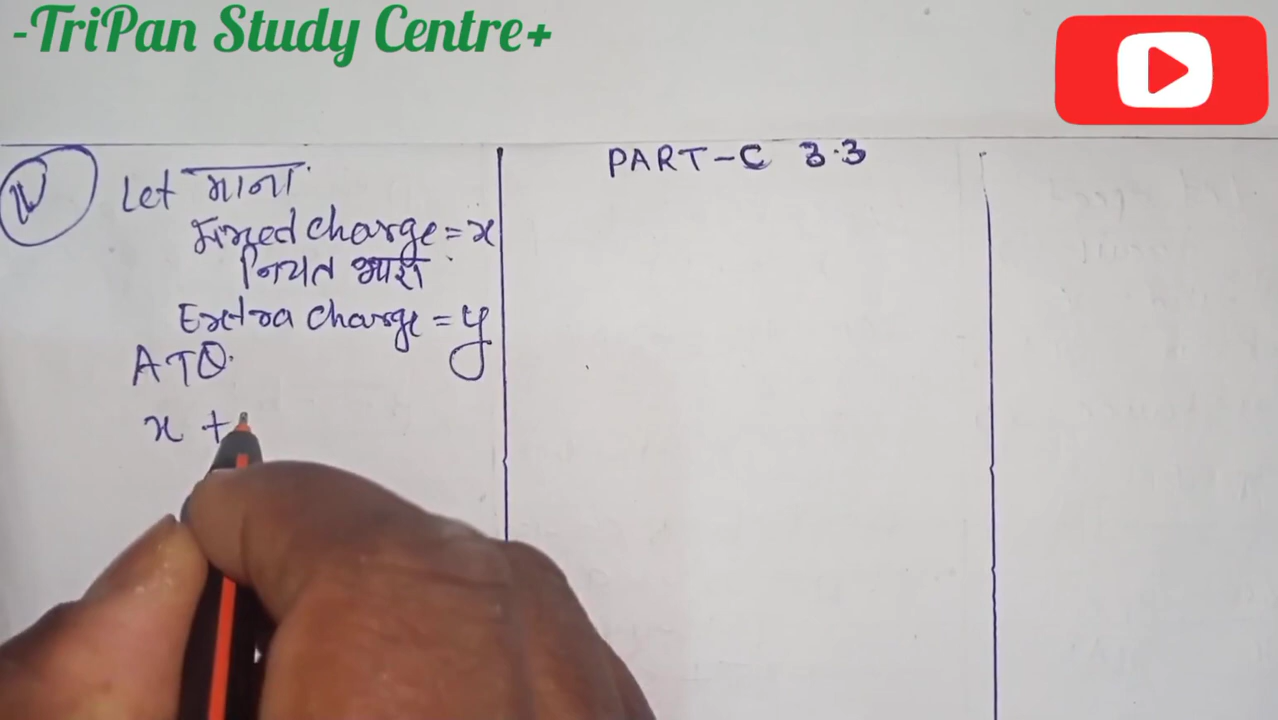 -TriPan Study Centre+
PART-C 3.3
IV Let माना
Fixed charge = x
नियत भाड़ा
Extra charge = y
ATQ.
x +